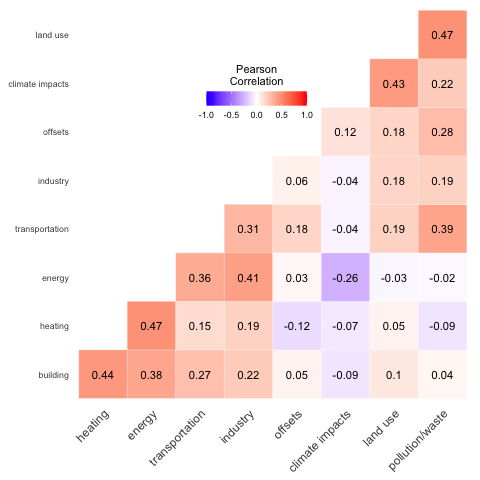 land use 0.47
Pearson
Correlation
climate impacts 0.43 0.22
-1.0 -0.5 0.0 0.5 1.0
offsets 0.12 0.18 0.28
industry 0.06 -0.04 0.18 0.19
transportation 0.31 0.18 -0.04 0.19 0.39
energy 0.36 0.41 0.03 -0.26 -0.03 -0.02
heating 0.47 0.15 0.19 -0.12 -0.07 0.05 -0.09
building 0.44 0.38 0.27 0.22 0.05 -0.09 0.1 0.04
heating energy transportation industry offsets climate impacts land use pollution/waste